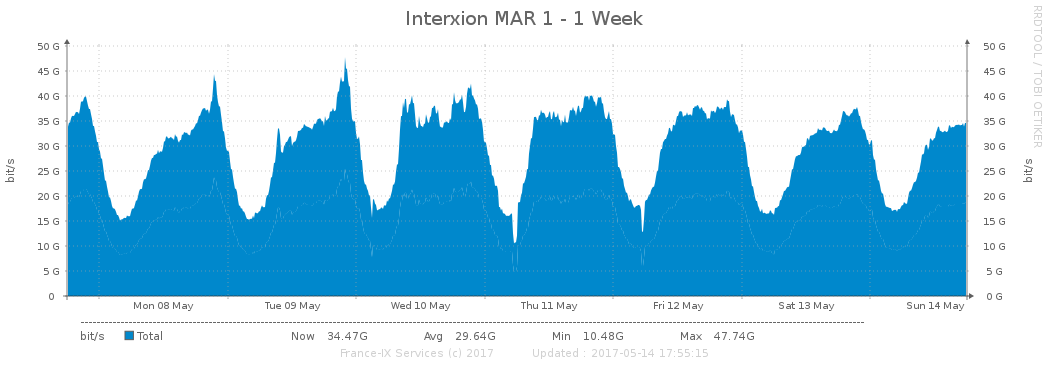 Interxion MAR 1 - 1 Week
RRDTOOL / TOBI OETIKER
50 G 50 G
45 G 45 G
40 G 40 G
35 G 35 G
30 G 30 G
25 G 25 G
20 G 20 G
15 G 15 G
10 G 10 G
5 G 5 G
0 0 G
bit/s bit/s
Mon 08 May Tue 09 May Wed 10 May Thu 11 May Fri 12 May Sat 13 May Sun 14 May
bit/s Total Now 34.47G Avg 29.64G Min 10.48G Max 47.74G
France-IX Services (c) 2017 Updated : 2017-05-14 17:55:15